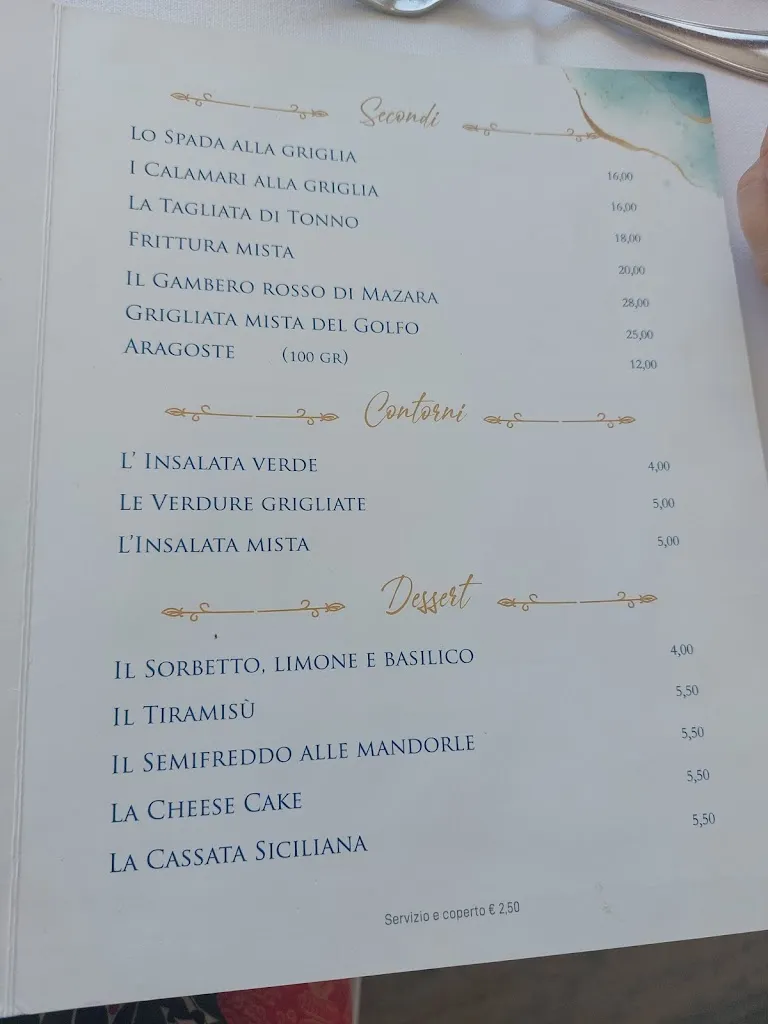 Secondi
Lo Spada alla griglia 16,00
I Calamari alla griglia 16,00
La Tagliata di Tonno 18,00
Frittura mista 20,00
Il Gambero rosso di Mazara 28,00
Grigliata mista del Golfo 25,00
Aragoste (100 gr) 12,00
Contorni
L' Insalata verde 4,00
Le Verdure grigliate 5,00
L'Insalata mista 5,00
Dessert
Il Sorbetto, limone e basilico 4,00
Il Tiramisù 5,50
Il Semifreddo alle mandorle 5,50
La Cheese Cake 5,50
La Cassata Siciliana 5,50
Servizio e coperto € 2,50